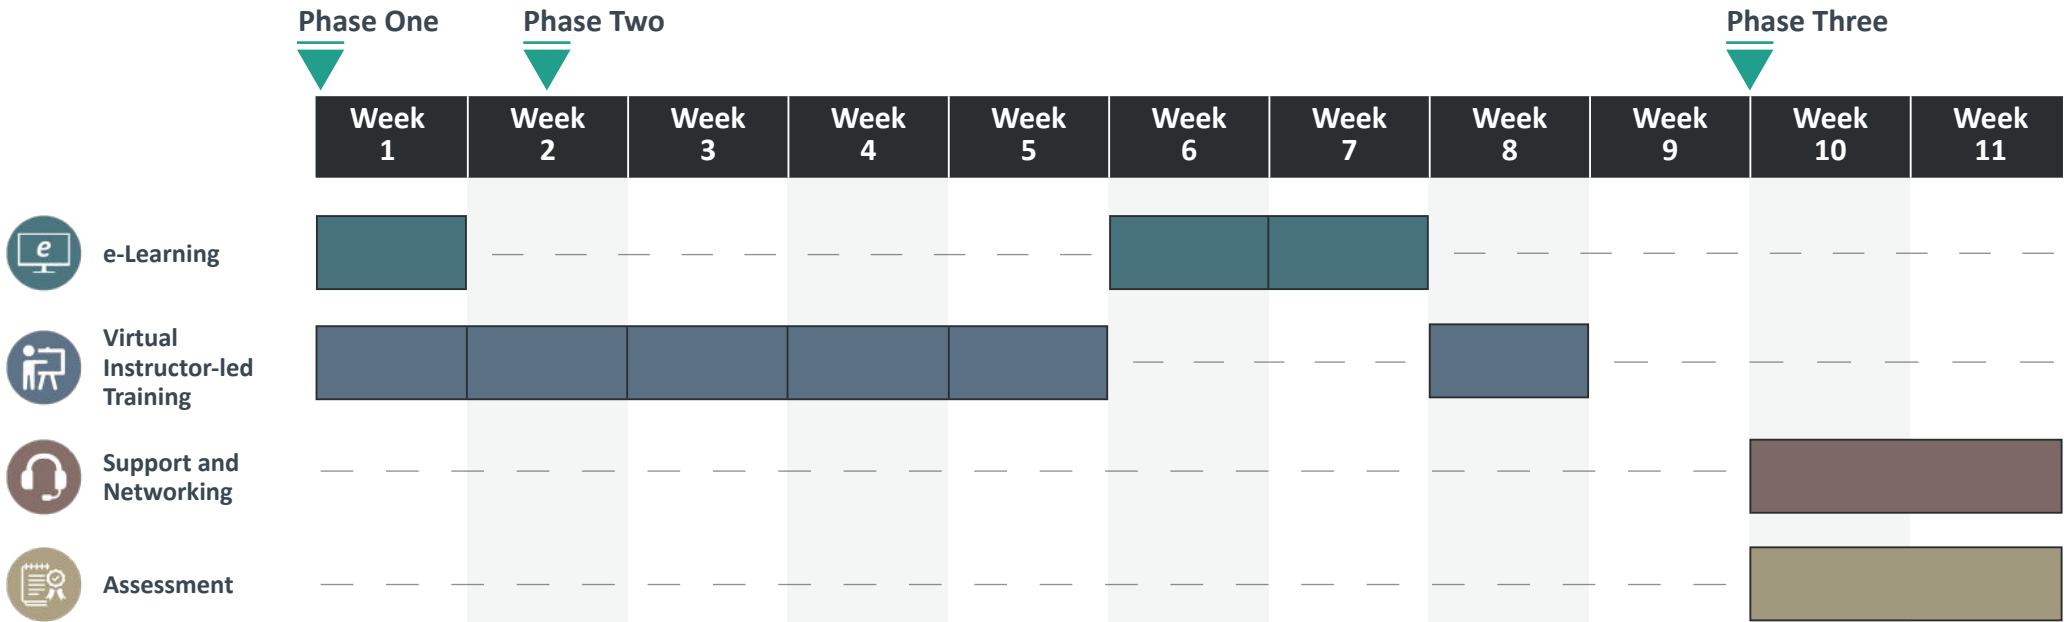 Phase One
Phase Two
Phase Three
Week
1
Week
2
Week
3
Week
4
Week
5
Week
6
Week
7
Week
8
Week
9
Week
10
Week
11
e
e-Learning
Virtual
Instructor-led
Training
Support and
Networking
Assessment